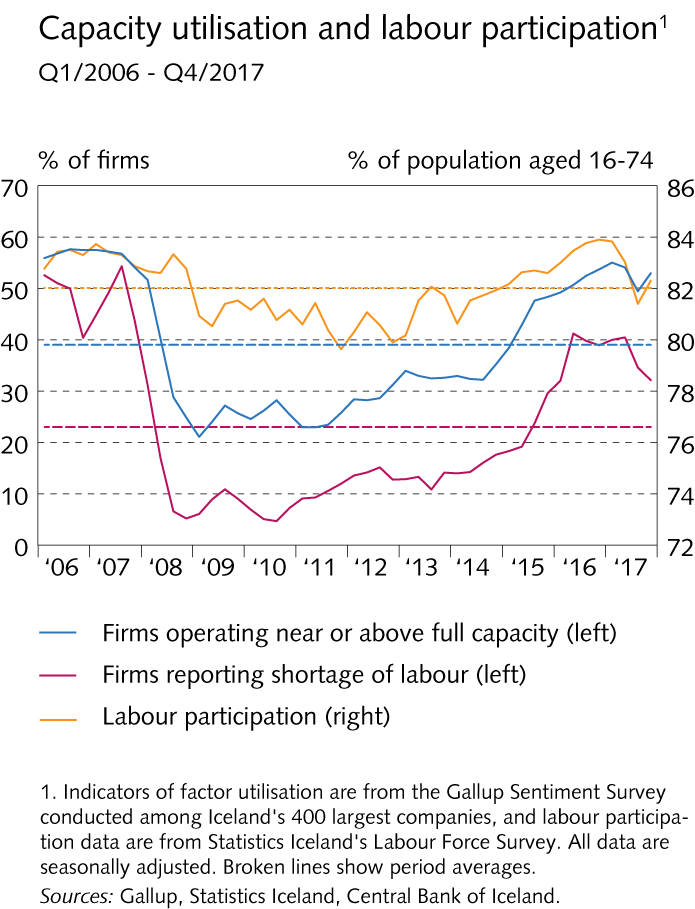 Capacity utilisation and labour participation¹
Q1/2006 - Q4/2017
% of firms
% of population aged 16-74
70
60
50
40
30
20
10
0
86
84
82
80
78
76
74
72
‘06 ‘07 ‘08 ‘09 ‘10 ‘11 ‘12 ‘13 ‘14 ‘15 ‘16 ‘17
Firms operating near or above full capacity (left)
Firms reporting shortage of labour (left)
Labour participation (right)
1. Indicators of factor utilisation are from the Gallup Sentiment Survey
conducted among Iceland's 400 largest companies, and labour participa-
tion data are from Statistics Iceland's Labour Force Survey. All data are
seasonally adjusted. Broken lines show period averages.
Sources: Gallup, Statistics Iceland, Central Bank of Iceland.